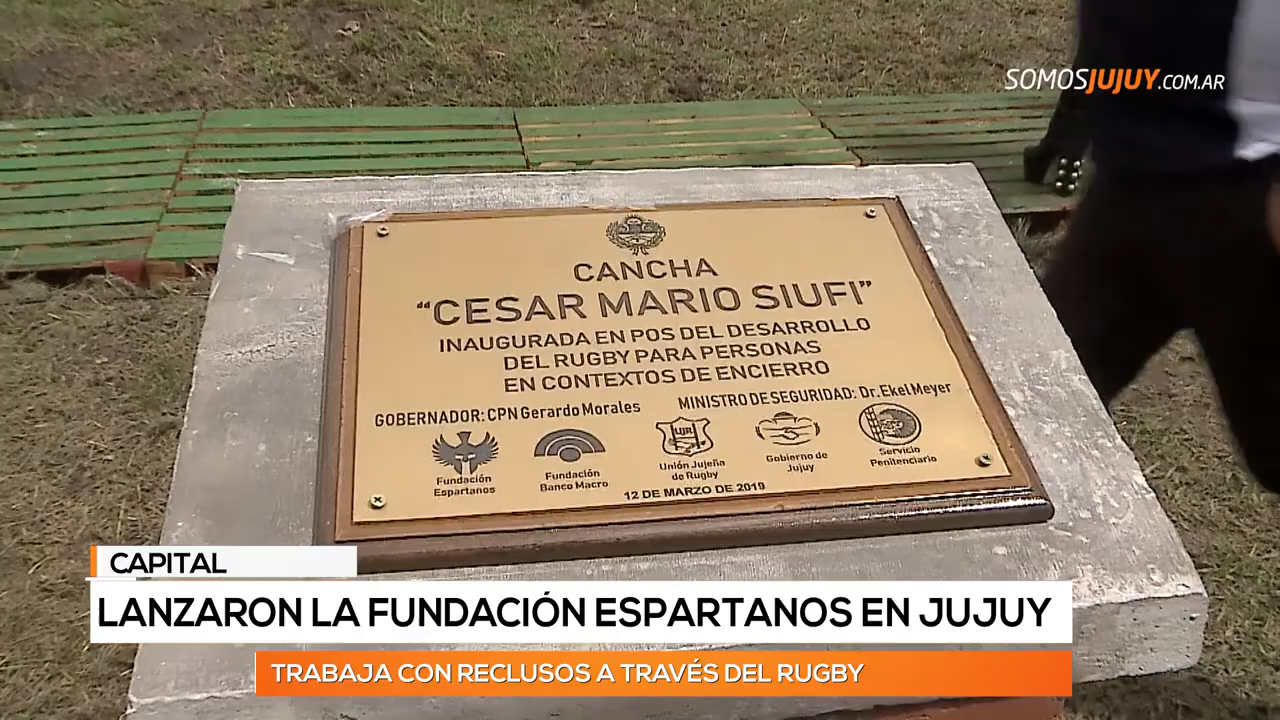 SOMOSJUJUY.COM.AR
CANCHA
“CESAR MARIO SIUFI”
INAUGURADA EN POS DEL DESARROLLO
DEL RUGBY PARA PERSONAS
EN CONTEXTOS DE ENCIERRO
GOBERNADOR: CPN Gerardo Morales
MINISTRO DE SEGURIDAD: Dr. Ekel Meyer
Fundación
Espartanos
Fundación
Banco Macro
UJR
Unión Jujeña
de Rugby
Gobierno de
Jujuy
Servicio
Penitenciario
12 DE MARZO DE 2019
CAPITAL
LANZARON LA FUNDACIÓN ESPARTANOS EN JUJUY
TRABAJA CON RECLUSOS A TRAVÉS DEL RUGBY